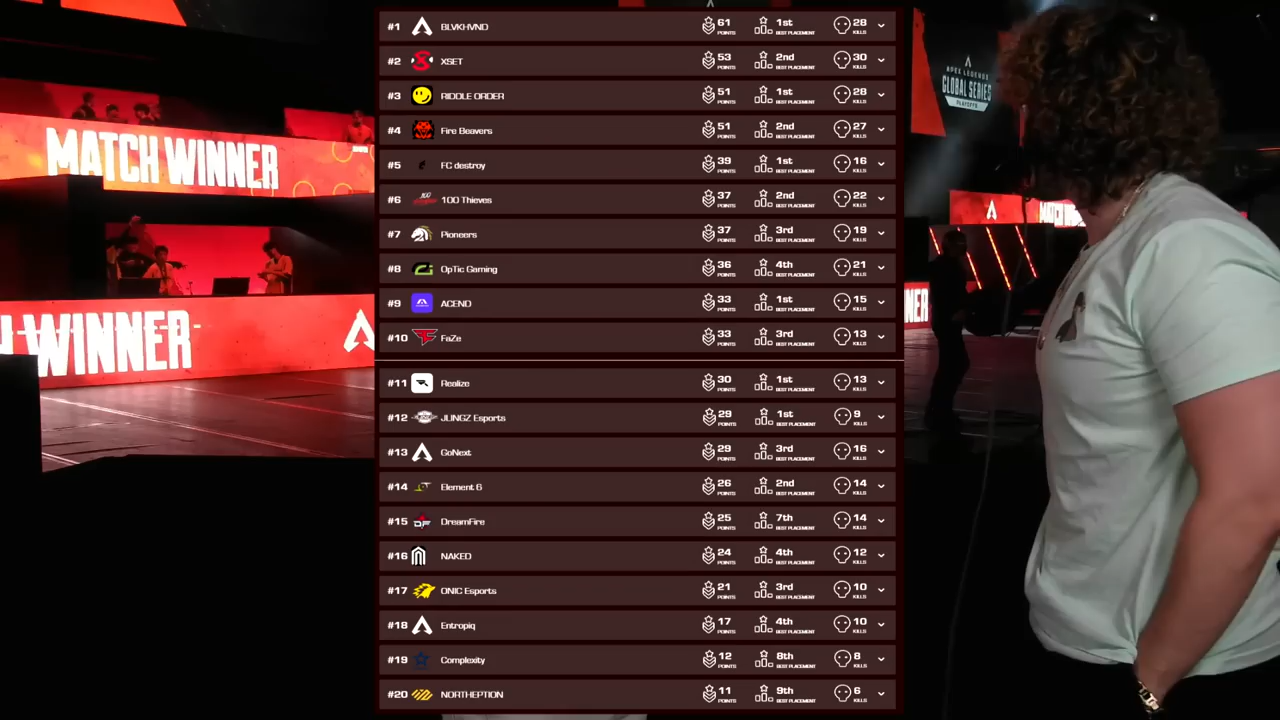 MATCH WINNER
H WINNER
APEX LEGENDS
GLOBAL SERIES
PLAYOFFS
#1 BLVKHVND 61 POINTS 1st BEST PLACEMENT 28 KILLS
#2 XSET 53 POINTS 2nd BEST PLACEMENT 30 KILLS
#3 RIDDLE ORDER 51 POINTS 1st BEST PLACEMENT 28 KILLS
#4 Fire Beavers 51 POINTS 2nd BEST PLACEMENT 27 KILLS
#5 FC destroy 39 POINTS 1st BEST PLACEMENT 16 KILLS
#6 100 Thieves 37 POINTS 2nd BEST PLACEMENT 22 KILLS
#7 Pioneers 37 POINTS 3rd BEST PLACEMENT 19 KILLS
#8 OpTic Gaming 36 POINTS 4th BEST PLACEMENT 21 KILLS
#9 ACEND 33 POINTS 1st BEST PLACEMENT 15 KILLS
#10 FaZe 33 POINTS 3rd BEST PLACEMENT 13 KILLS
#11 Realize 30 POINTS 1st BEST PLACEMENT 13 KILLS
#12 JLINGZ Esports 29 POINTS 1st BEST PLACEMENT 9 KILLS
#13 GoNext 29 POINTS 3rd BEST PLACEMENT 16 KILLS
#14 Element 6 26 POINTS 2nd BEST PLACEMENT 14 KILLS
#15 DF DreamFire 25 POINTS 7th BEST PLACEMENT 14 KILLS
#16 NAKED 24 POINTS 4th BEST PLACEMENT 12 KILLS
#17 ONIC Esports 21 POINTS 3rd BEST PLACEMENT 10 KILLS
#18 Entropiq 17 POINTS 4th BEST PLACEMENT 10 KILLS
#19 Complexity 12 POINTS 8th BEST PLACEMENT 8 KILLS
#20 NORTHEPTION 11 POINTS 9th BEST PLACEMENT 6 KILLS